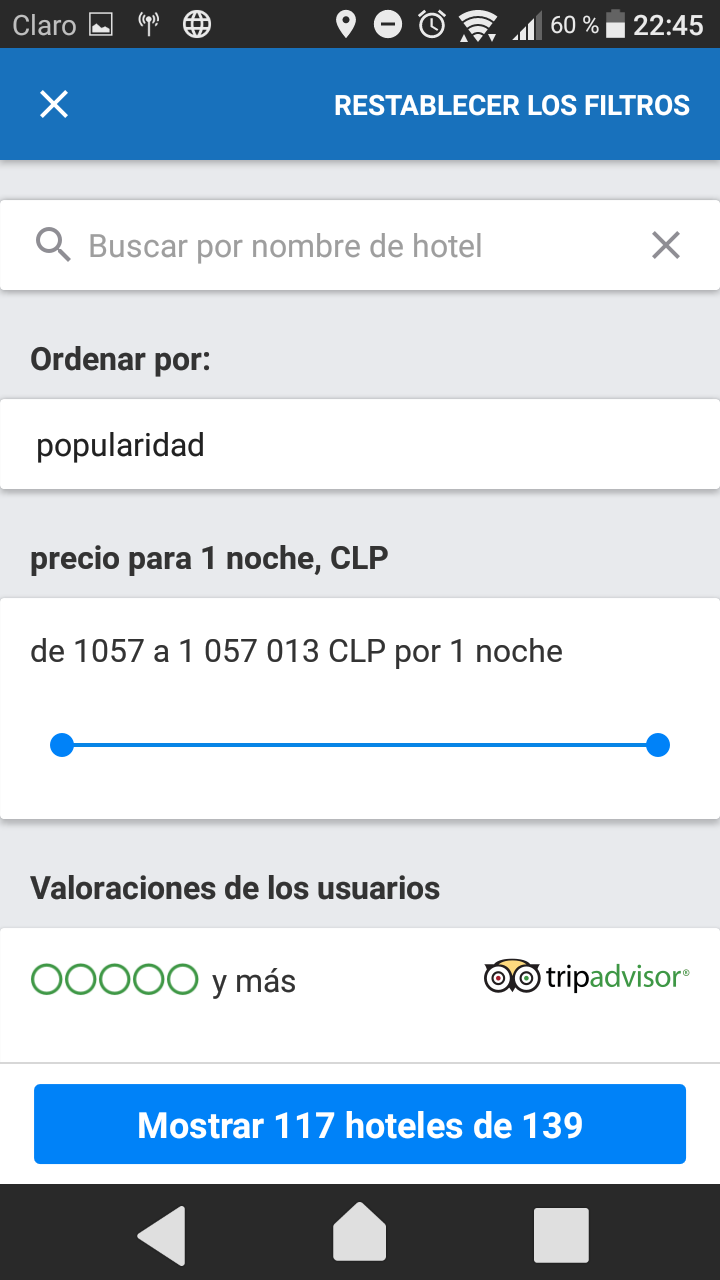 Claro 60 % 22:45
RESTABLECER LOS FILTROS
Buscar por nombre de hotel
Ordenar por:
popularidad
precio para 1 noche, CLP
de 1057 a 1 057 013 CLP por 1 noche
Valoraciones de los usuarios
y más tripadvisor®
Mostrar 117 hoteles de 139